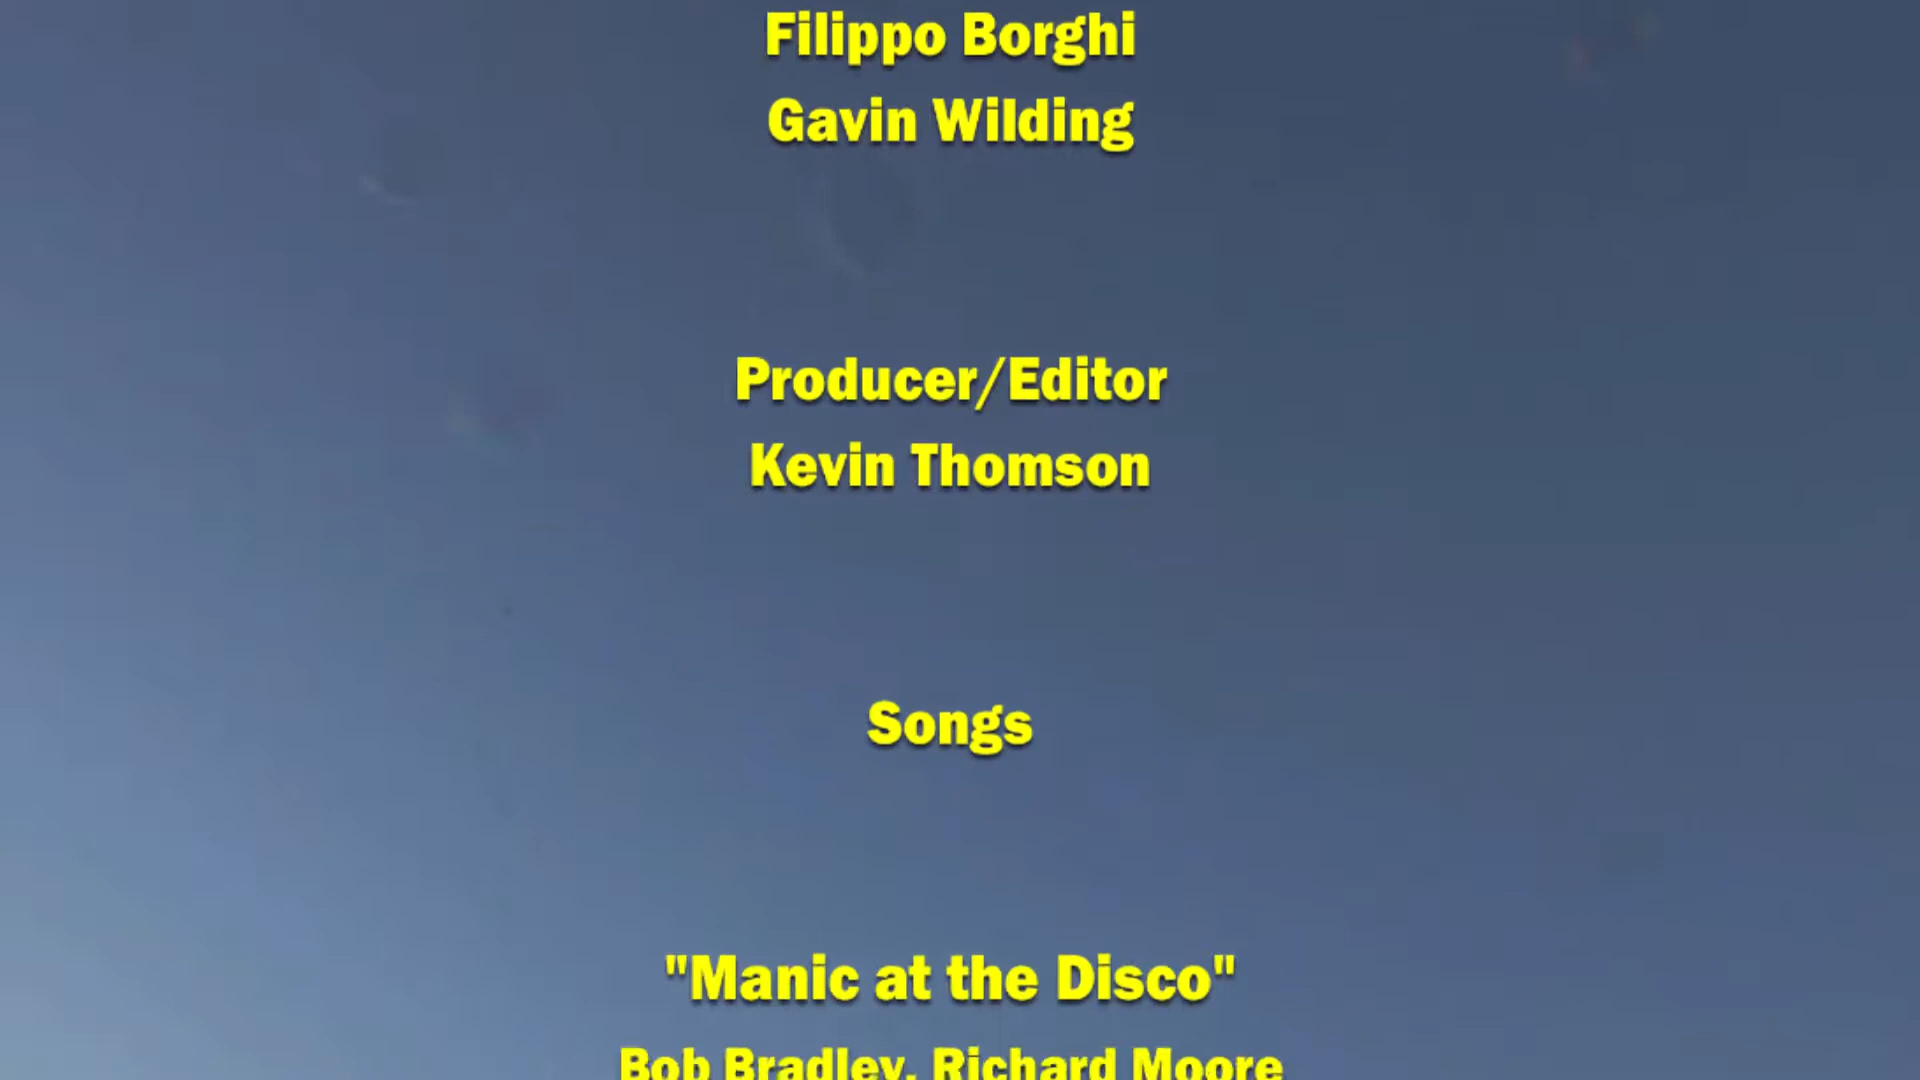 Filippo Borghi
Gavin Wilding
Producer/Editor
Kevin Thomson
Songs
"Manic at the Disco"
Bob Bradley, Richard Moore